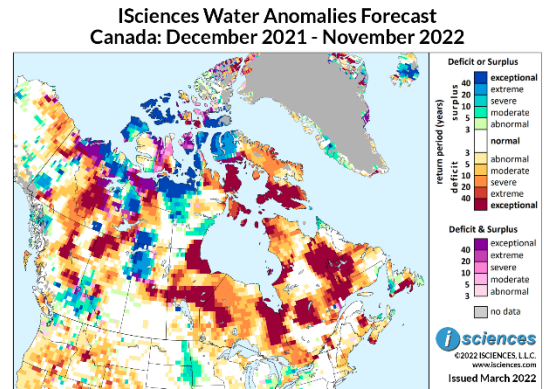 ISciences Water Anomalies Forecast
Canada: December 2021 - November 2022
Deficit or Surplus
return period (years)
surplus
40
20
10
5
3
exceptional
extreme
severe
moderate
abnormal
normal
deficit
3
5
10
20
40
abnormal
moderate
severe
extreme
exceptional
Deficit & Surplus
40
20
10
5
3
exceptional
extreme
severe
moderate
abnormal
no data
i sciences
©2022 ISCIENCES, L.L.C.
www.isciences.com
Issued March 2022